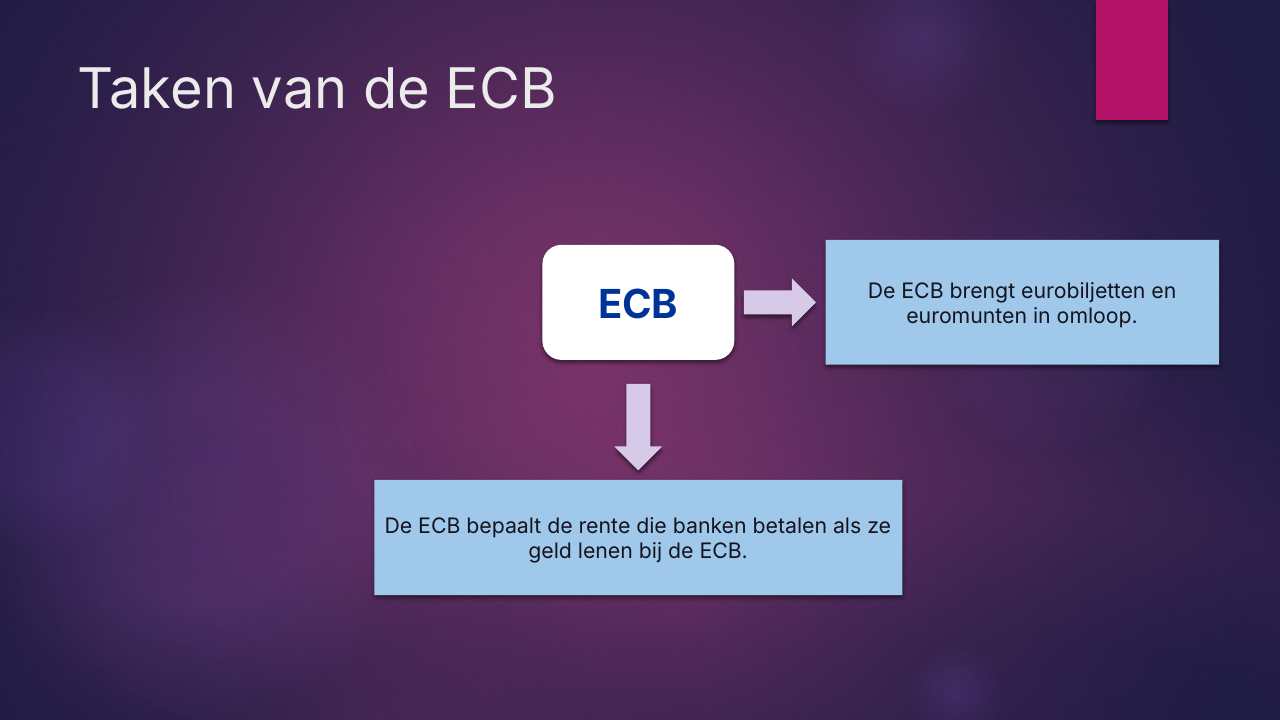 Taken van de ECB
ECB
De ECB brengt eurobiljetten en
euromunten in omloop.
De ECB bepaalt de rente die banken betalen als ze
geld lenen bij de ECB.